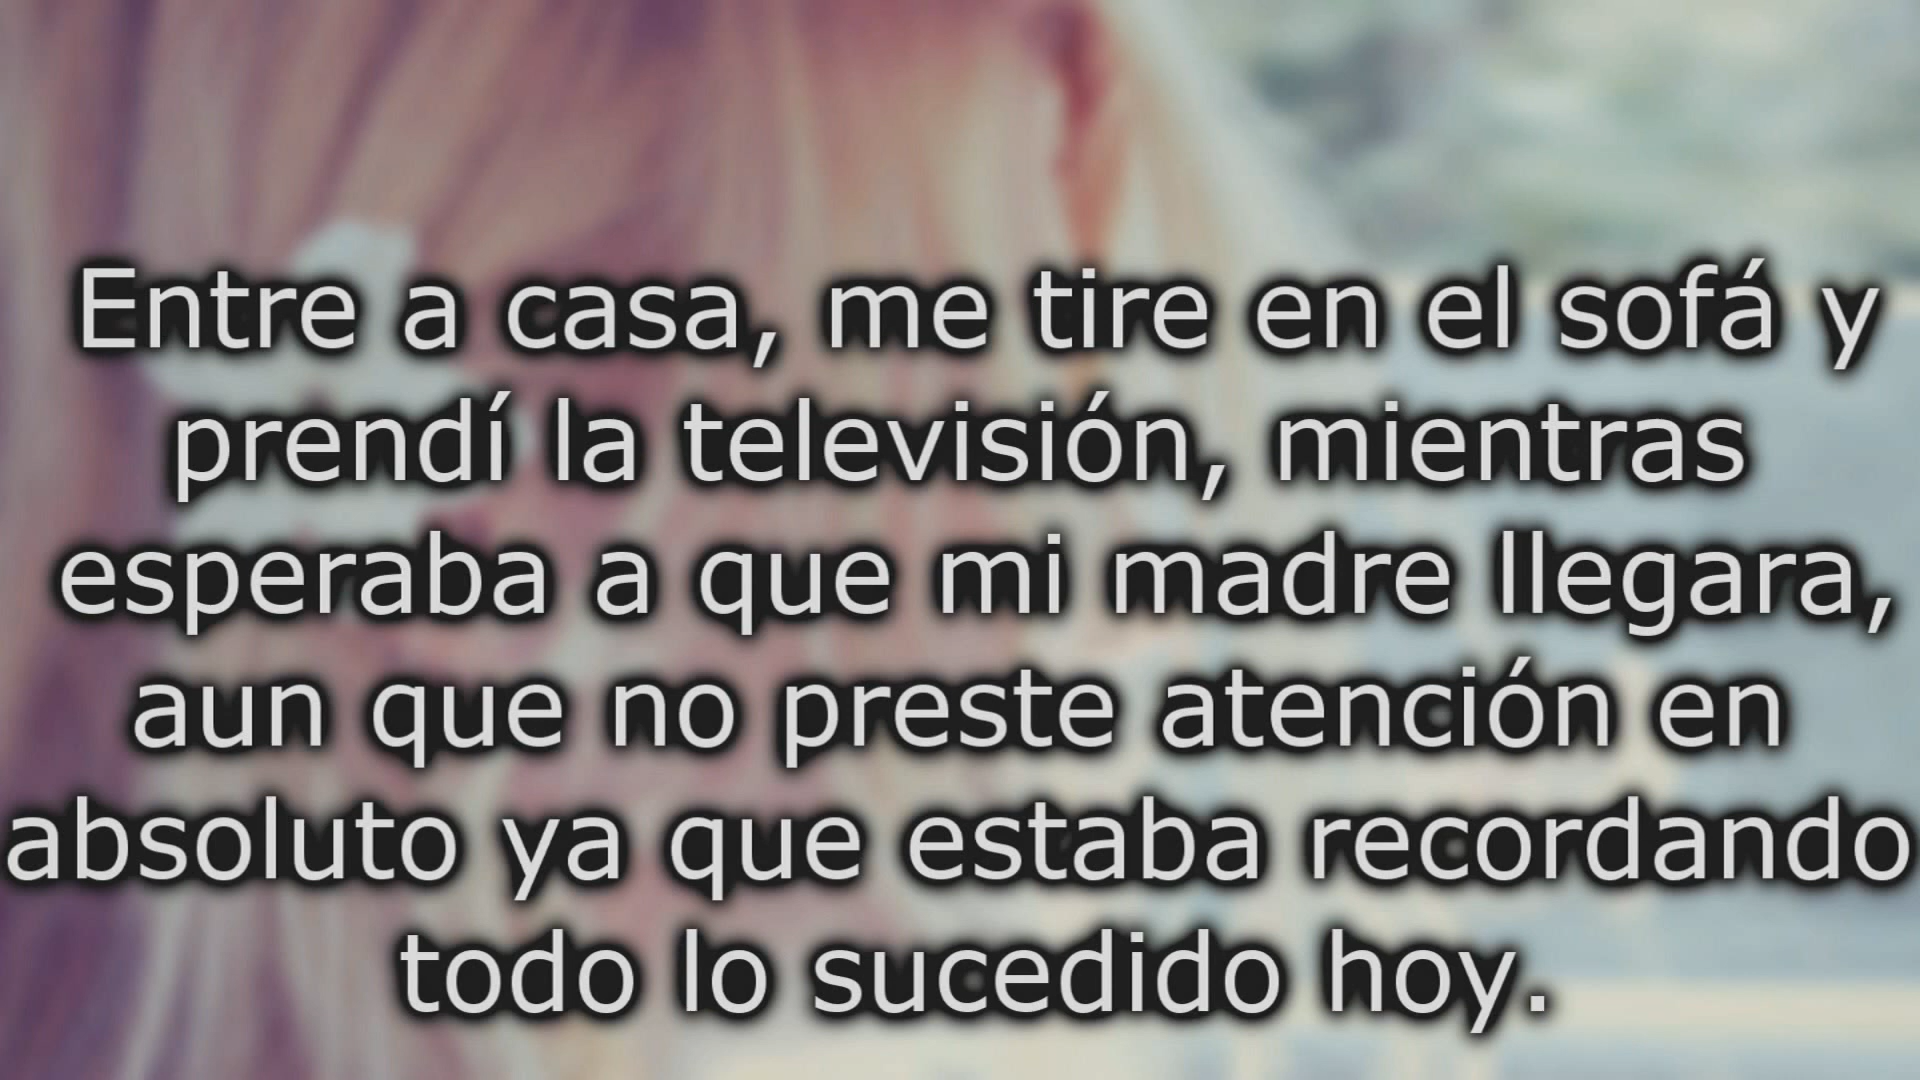 Entre a casa, me tire en el sofá y
prendí la televisión, mientras
esperaba a que mi madre llegara,
aun que no preste atención en
absoluto ya que estaba recordando
todo lo sucedido hoy.